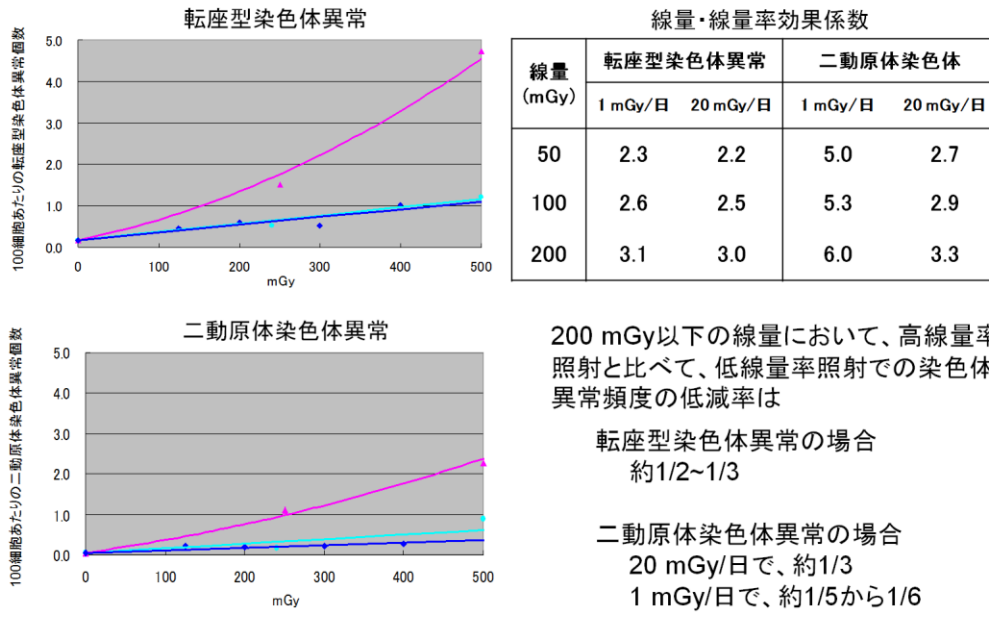 転座型染色体異常
100細胞あたりの転座型染色体異常個数
5.0
4.0
3.0
2.0
1.0
0.0
0 100 200 300 400 500
mGy
線量・線量率効果係数
線量 (mGy) 転座型染色体異常 二動原体染色体
1 mGy/日 20 mGy/日 1 mGy/日 20 mGy/日
50 2.3 2.2 5.0 2.7
100 2.6 2.5 5.3 2.9
200 3.1 3.0 6.0 3.3
二動原体染色体異常
100細胞あたりの二動原体染色体異常個数
5.0
4.0
3.0
2.0
1.0
0.0
0 100 200 300 400 500
mGy
200 mGy以下の線量において、高線量率
照射と比べて、低線量率照射での染色体
異常頻度の低減率は
転座型染色体異常の場合
約1/2~1/3
二動原体染色体異常の場合
20 mGy/日で、約1/3
1 mGy/日で、約1/5から1/6